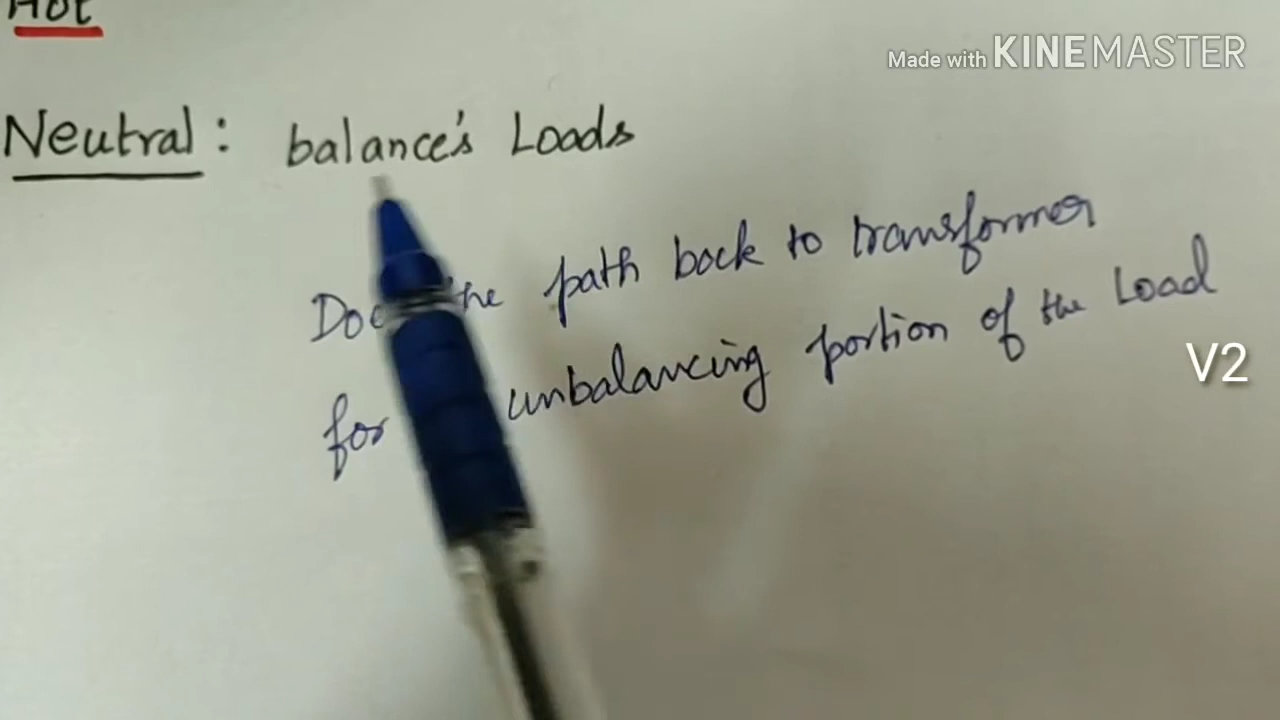 Hot
Made with KINEMASTER
Neutral: balance's Loads
the path back to transformer
for unbalancing portion of the Load
V2